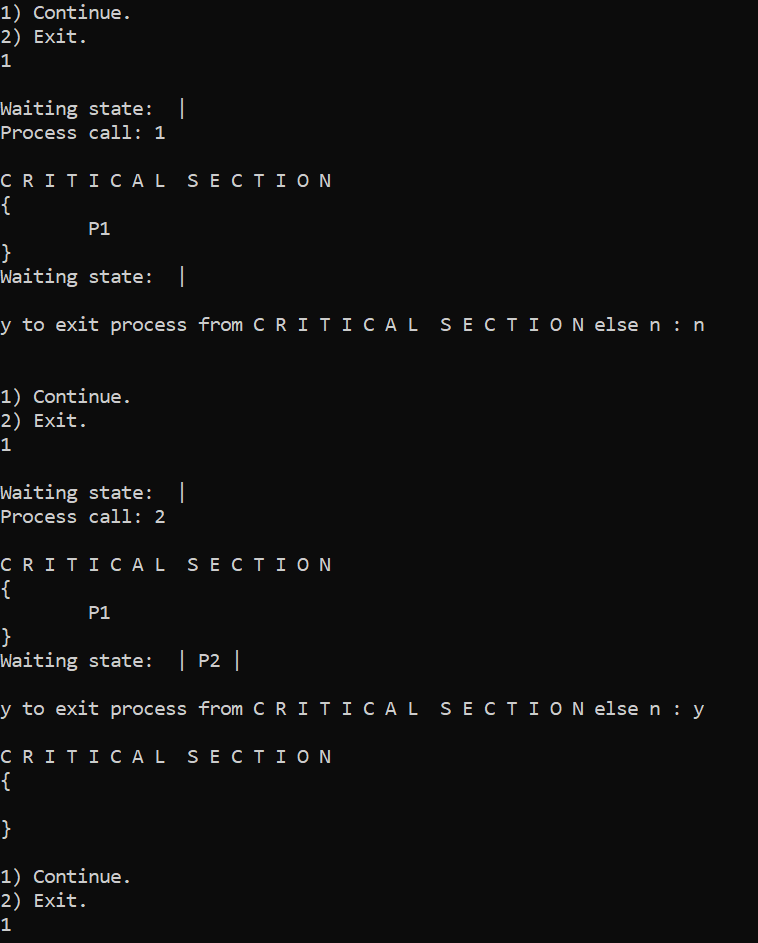 1) Continue.
2) Exit.
1
Waiting state:  |
Process call: 1
C R I T I C A L  S E C T I O N
{
        P1
}
Waiting state:  |
y to exit process from C R I T I C A L  S E C T I O N else n : n
1) Continue.
2) Exit.
1
Waiting state:  |
Process call: 2
C R I T I C A L  S E C T I O N
{
        P1
}
Waiting state:  | P2 |
y to exit process from C R I T I C A L  S E C T I O N else n : y
C R I T I C A L  S E C T I O N
{
}
1) Continue.
2) Exit.
1